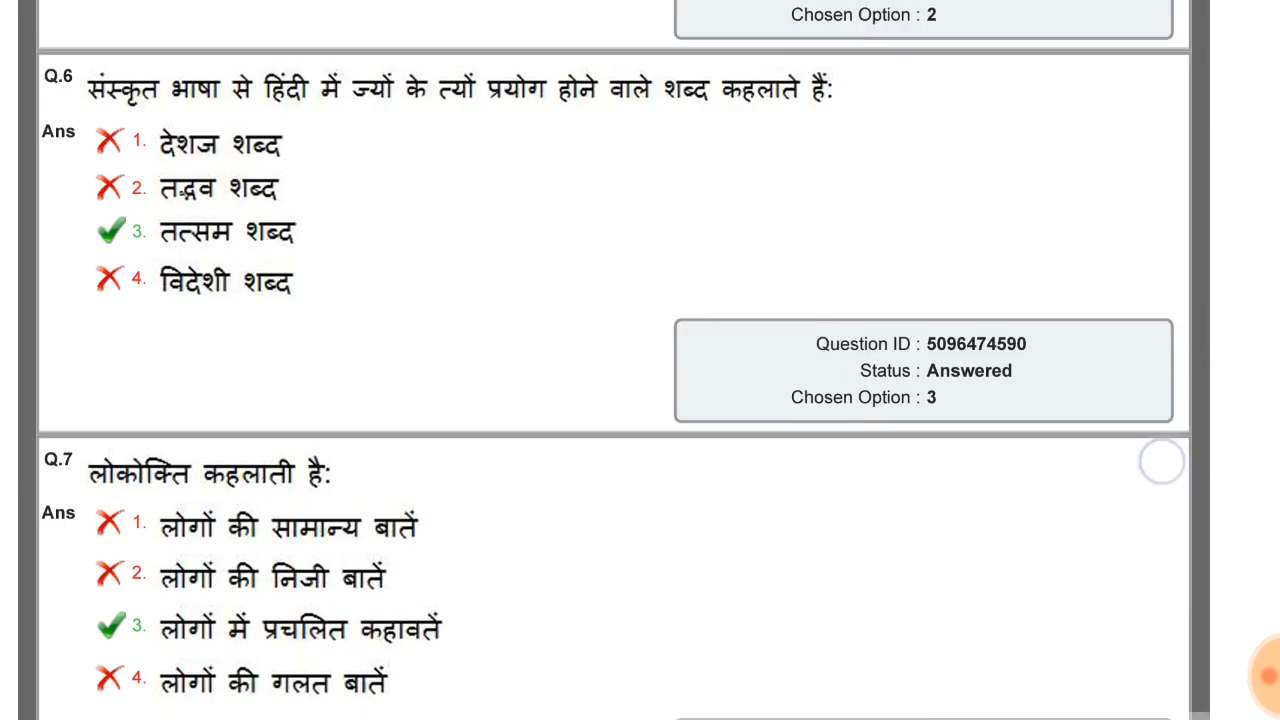 Chosen Option : 2
Q.6 संस्कृत भाषा से हिंदी में ज्यों के त्यों प्रयोग होने वाले शब्द कहलाते हैं:
Ans 1. देशज शब्द
2. तद्भव शब्द
3. तत्सम शब्द
4. विदेशी शब्द
Question ID : 5096474590
Status : Answered
Chosen Option : 3
Q.7 लोकोक्ति कहलाती है:
Ans 1. लोगों की सामान्य बातें
2. लोगों की निजी बातें
3. लोगों में प्रचलित कहावतें
4. लोगों की गलत बातें